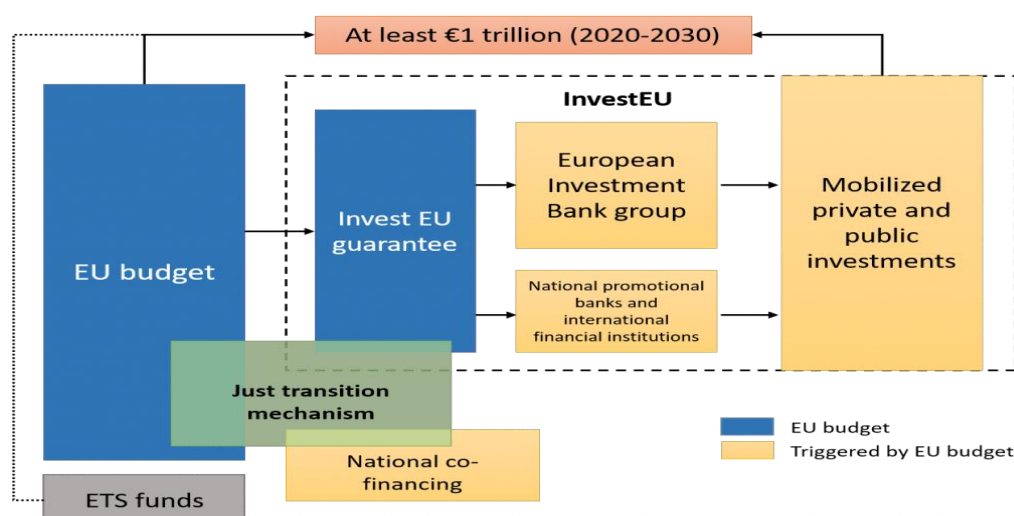 At least €1 trillion (2020-2030)
InvestEU
EU budget
Invest EU
guarantee
European
Investment
Bank group
National promotional
banks and
international
financial institutions
Mobilized
private and
public
investments
Just transition
mechanism
National co-
financing
ETS funds
EU budget
Triggered by EU budget